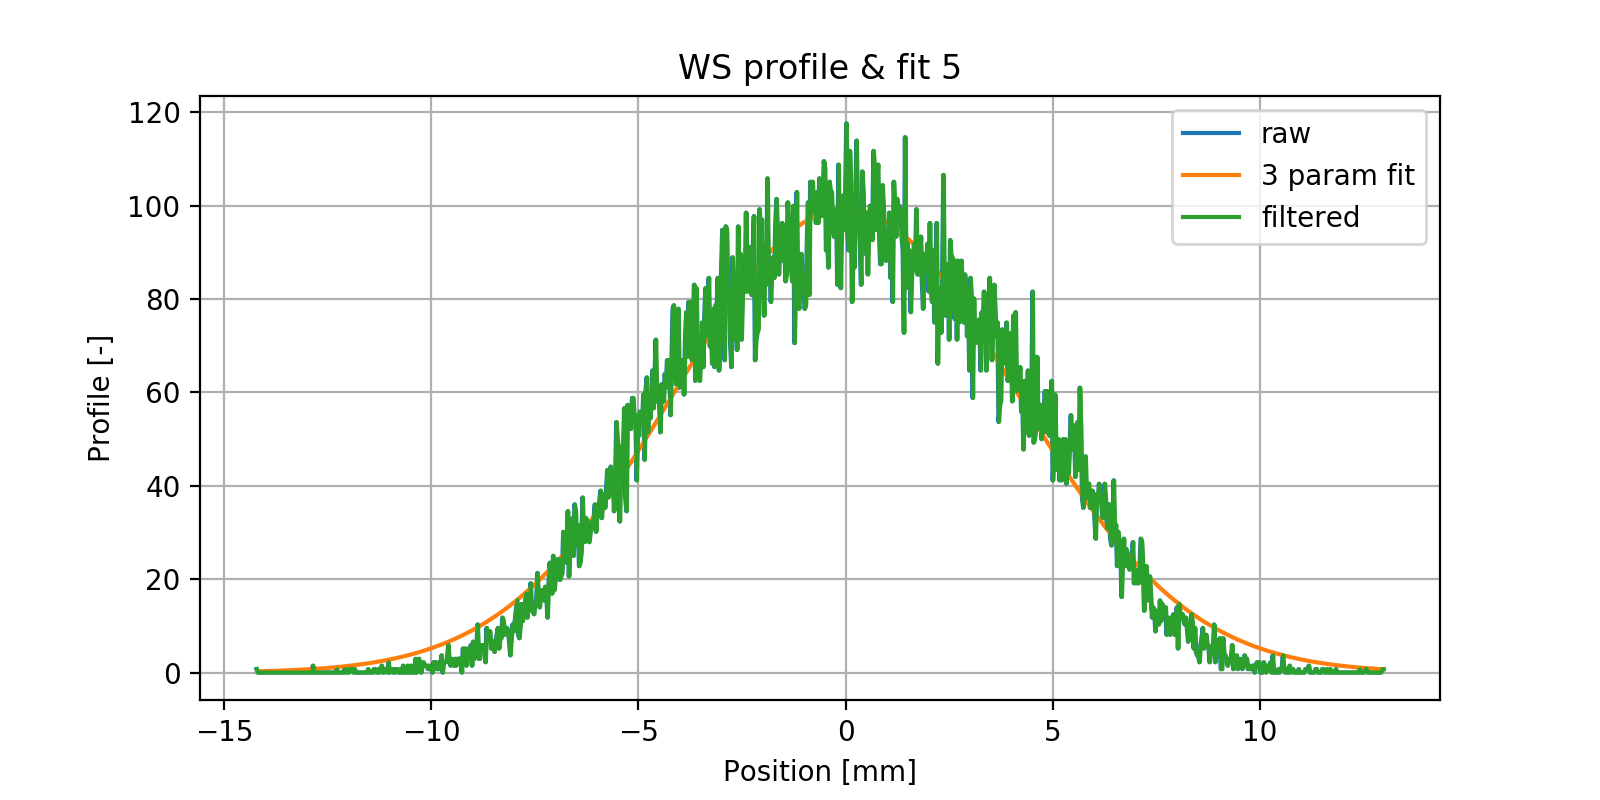 WS profile & fit 5
120
100
80
60
40
20
0
Profile [-]
raw
3 param fit
filtered
−15
−10
−5
0
5
10
Position [mm]